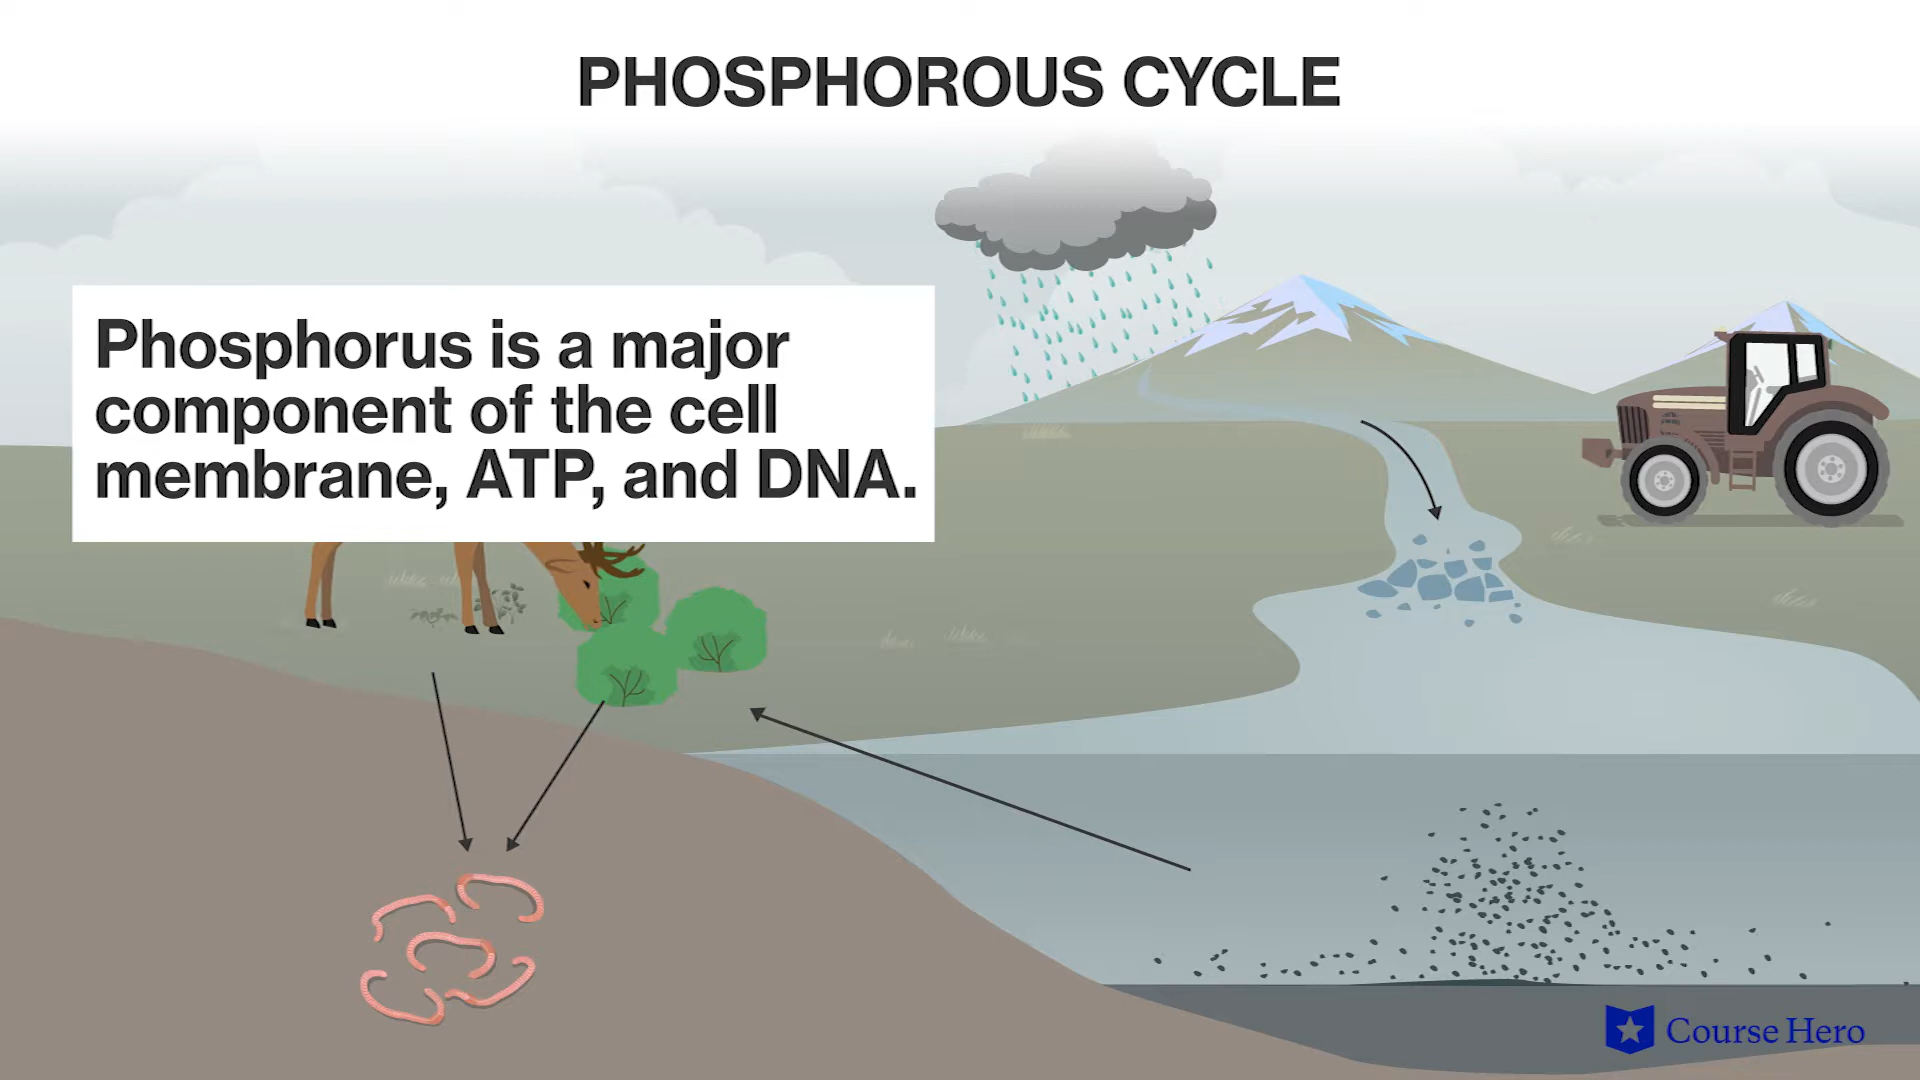 PHOSPHOROUS CYCLE
Phosphorus is a major
component of the cell
membrane, ATP, and DNA.
Course Hero